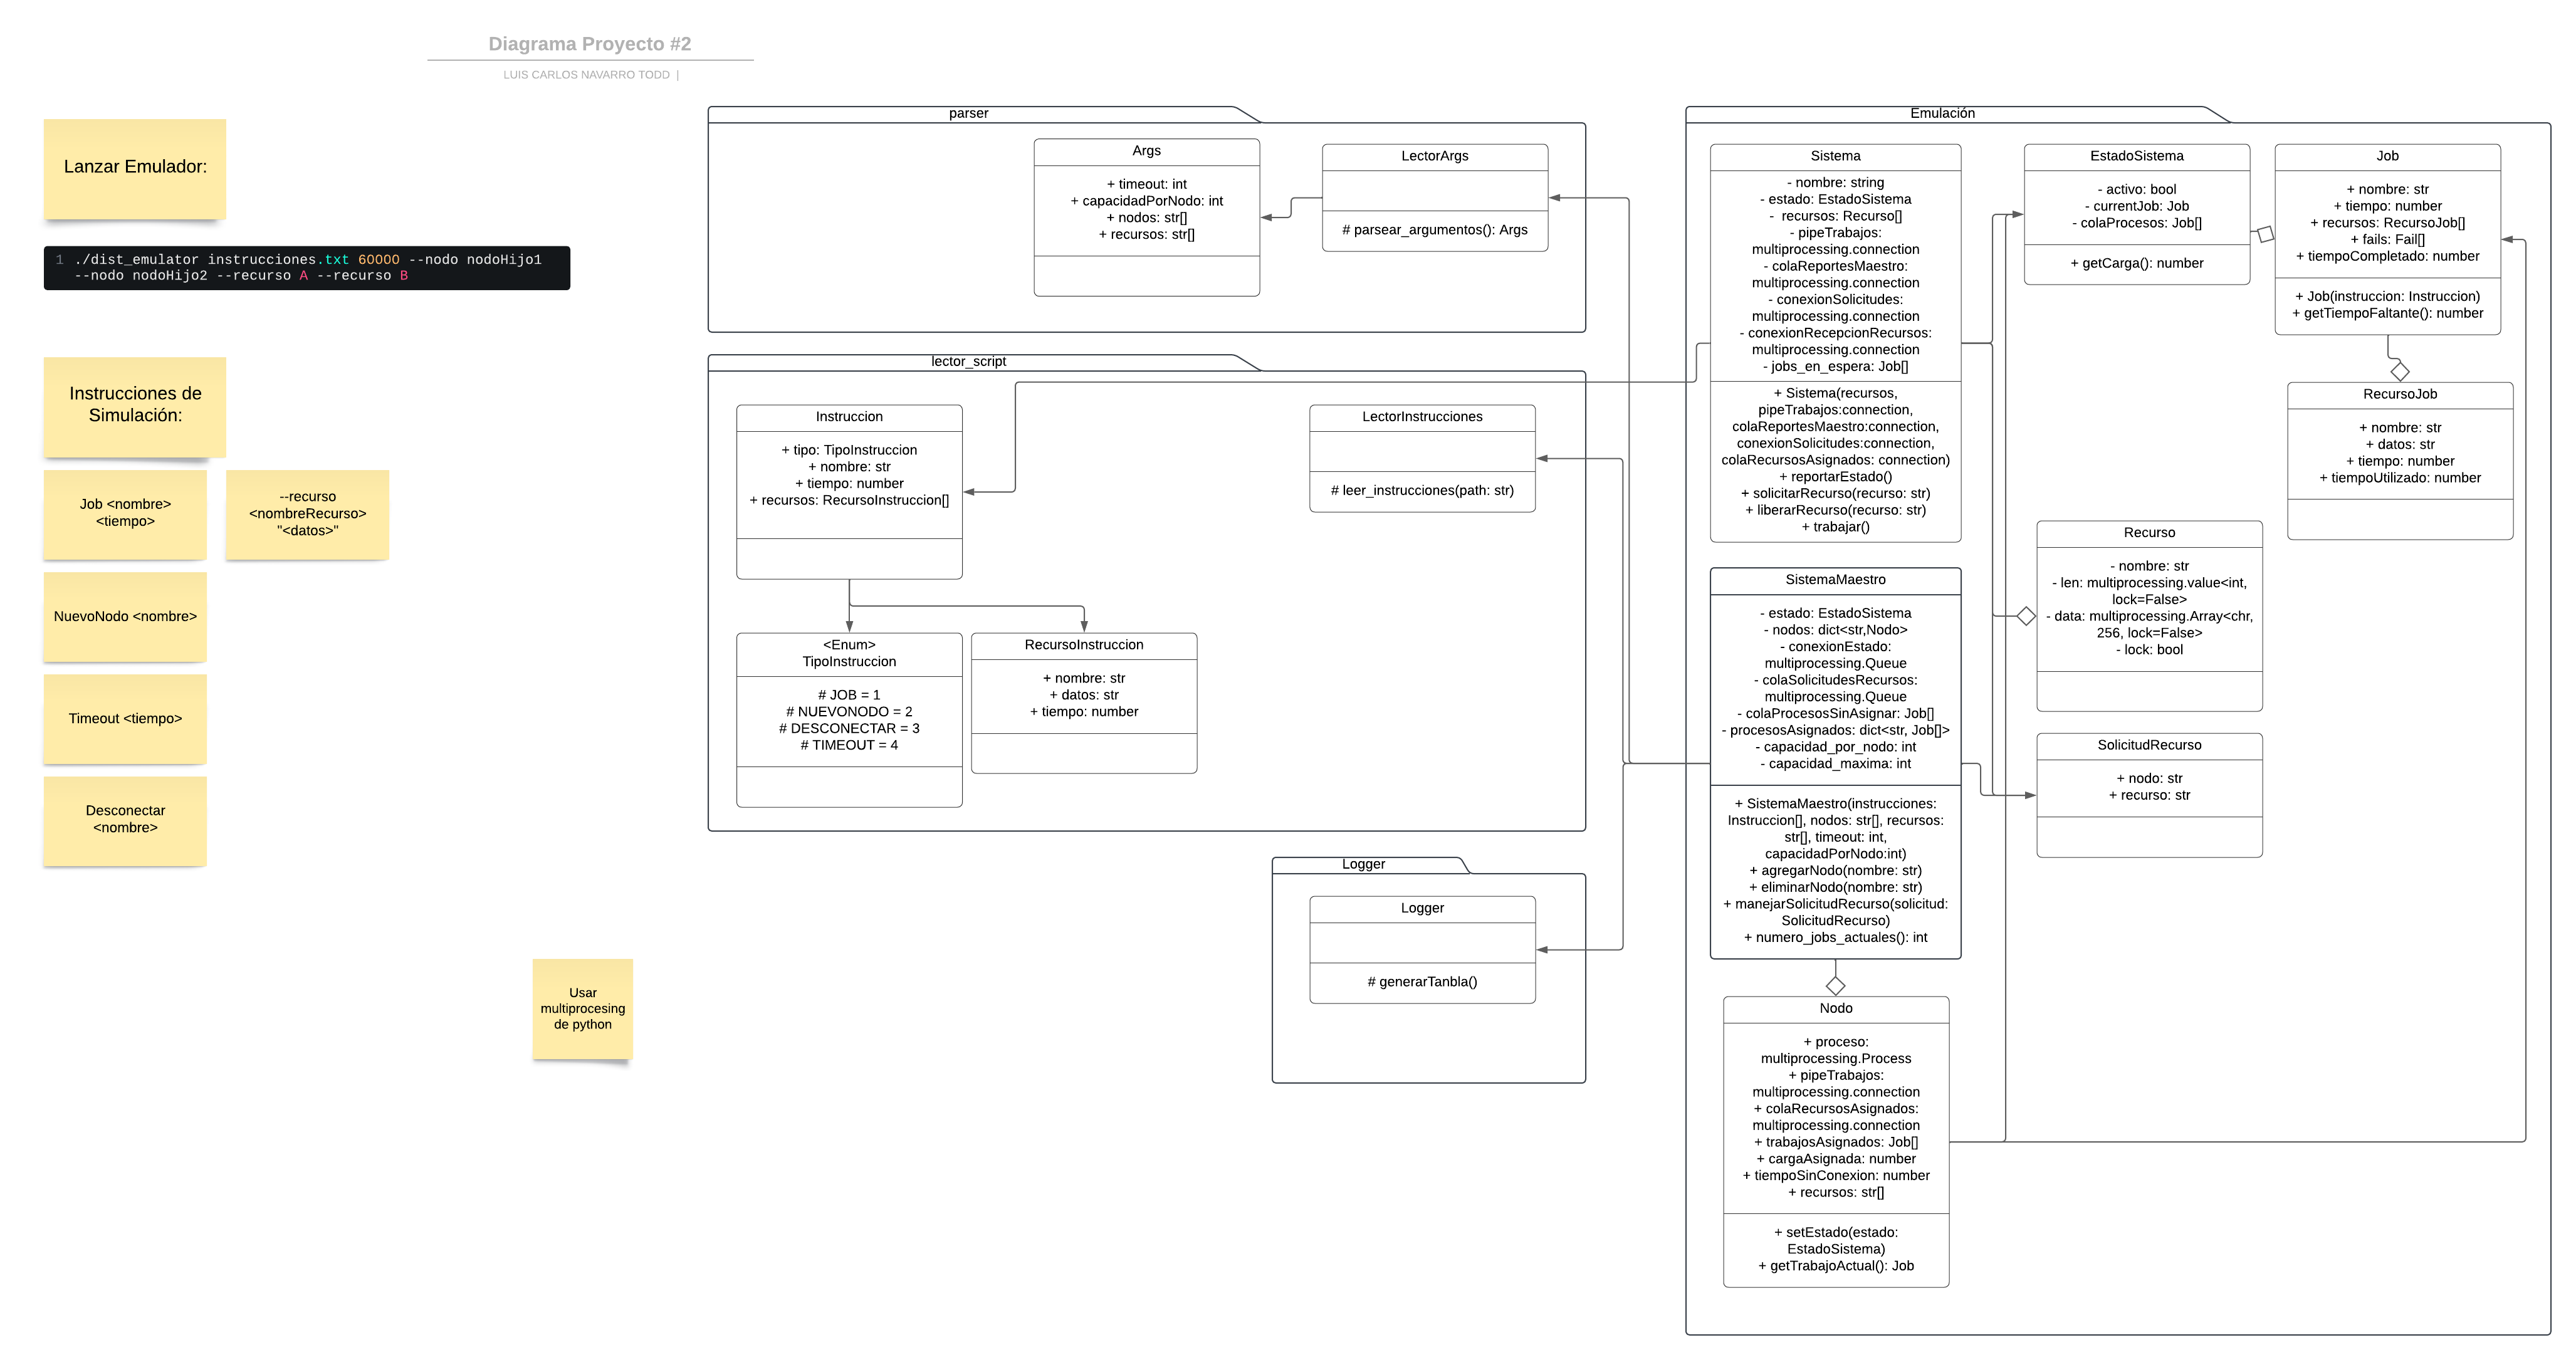 Diagrama Proyecto #2
LUIS CARLOS NAVARRO TODD |
Lanzar Emulador:
1 ./dist_emulator instrucciones.txt 60000 --nodo nodoHijo1
--nodo nodoHijo2 --recurso A --recurso B
Instrucciones de
Simulación:
Job <nombre>
<tiempo>
--recurso
<nombreRecurso>
"<datos>"
NuevoNodo <nombre>
Timeout <tiempo>
Desconectar
<nombre>
Usar
multiprocesing
de python
parser
Args
+ timeout: int
+ capacidadPorNodo: int
+ nodos: str[]
+ recursos: str[]
LectorArgs
# parsear_argumentos(): Args
lector_script
Instruccion
+ tipo: TipoInstruccion
+ nombre: str
+ tiempo: number
+ recursos: RecursoInstruccion[]
LectorInstrucciones
# leer_instrucciones(path: str)
<Enum>
TipoInstruccion
# JOB = 1
# NUEVONODO = 2
# DESCONECTAR = 3
# TIMEOUT = 4
RecursoInstruccion
+ nombre: str
+ datos: str
+ tiempo: number
Logger
Logger
# generarTanbla()
Emulación
Sistema
- nombre: string
- estado: EstadoSistema
- recursos: Recurso[]
- pipeTrabajos:
multiprocessing.connection
- colaReportesMaestro:
multiprocessing.connection
- conexionSolicitudes:
multiprocessing.connection
- conexionRecepcionRecursos:
multiprocessing.connection
- jobs_en_espera: Job[]
+ Sistema(recursos,
pipeTrabajos:connection,
colaReportesMaestro:connection,
conexionSolicitudes:connection,
colaRecursosAsignados: connection)
+ reportarEstado()
+ solicitarRecurso(recurso: str)
+ liberarRecurso(recurso: str)
+ trabajar()
EstadoSistema
- activo: bool
- currentJob: Job
- colaProcesos: Job[]
+ getCarga(): number
Job
+ nombre: str
+ tiempo: number
+ recursos: RecursoJob[]
+ fails: Fail[]
+ tiempoCompletado: number
+ Job(instruccion: Instruccion)
+ getTiempoFaltante(): number
RecursoJob
+ nombre: str
+ datos: str
+ tiempo: number
+ tiempoUtilizado: number
Recurso
- nombre: str
- len: multiprocessing.value<int,
lock=False>
- data: multiprocessing.Array<chr,
256, lock=False>
- lock: bool
SolicitudRecurso
+ nodo: str
+ recurso: str
SistemaMaestro
- estado: EstadoSistema
- nodos: dict<str,Nodo>
- conexionEstado:
multiprocessing.Queue
- colaSolicitudesRecursos:
multiprocessing.Queue
- colaProcesosSinAsignar: Job[]
- procesosAsignados: dict<str, Job[]>
- capacidad_por_nodo: int
- capacidad_maxima: int
+ SistemaMaestro(instrucciones:
Instruccion[], nodos: str[], recursos:
str[], timeout: int,
capacidadPorNodo:int)
+ agregarNodo(nombre: str)
+ eliminarNodo(nombre: str)
+ manejarSolicitudRecurso(solicitud:
SolicitudRecurso)
+ numero_jobs_actuales(): int
Nodo
+ proceso:
multiprocessing.Process
+ pipeTrabajos:
multiprocessing.connection
+ colaRecursosAsignados:
multiprocessing.connection
+ trabajosAsignados: Job[]
+ cargaAsignada: number
+ tiempoSinConexion: number
+ recursos: str[]
+ setEstado(estado:
EstadoSistema)
+ getTrabajoActual(): Job